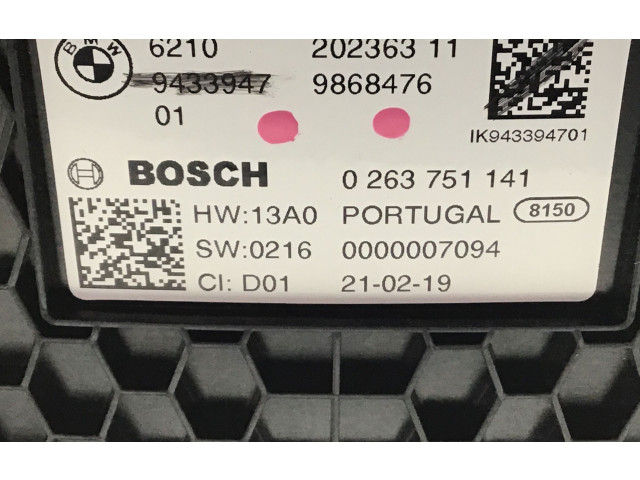 BMW
6210 202363 11
9433947 9868476
01
IK943394701
BOSCH 0 263 751 141
HW:13A0 PORTUGAL 8150
SW:0216 0000007094
CI: D01 21-02-19